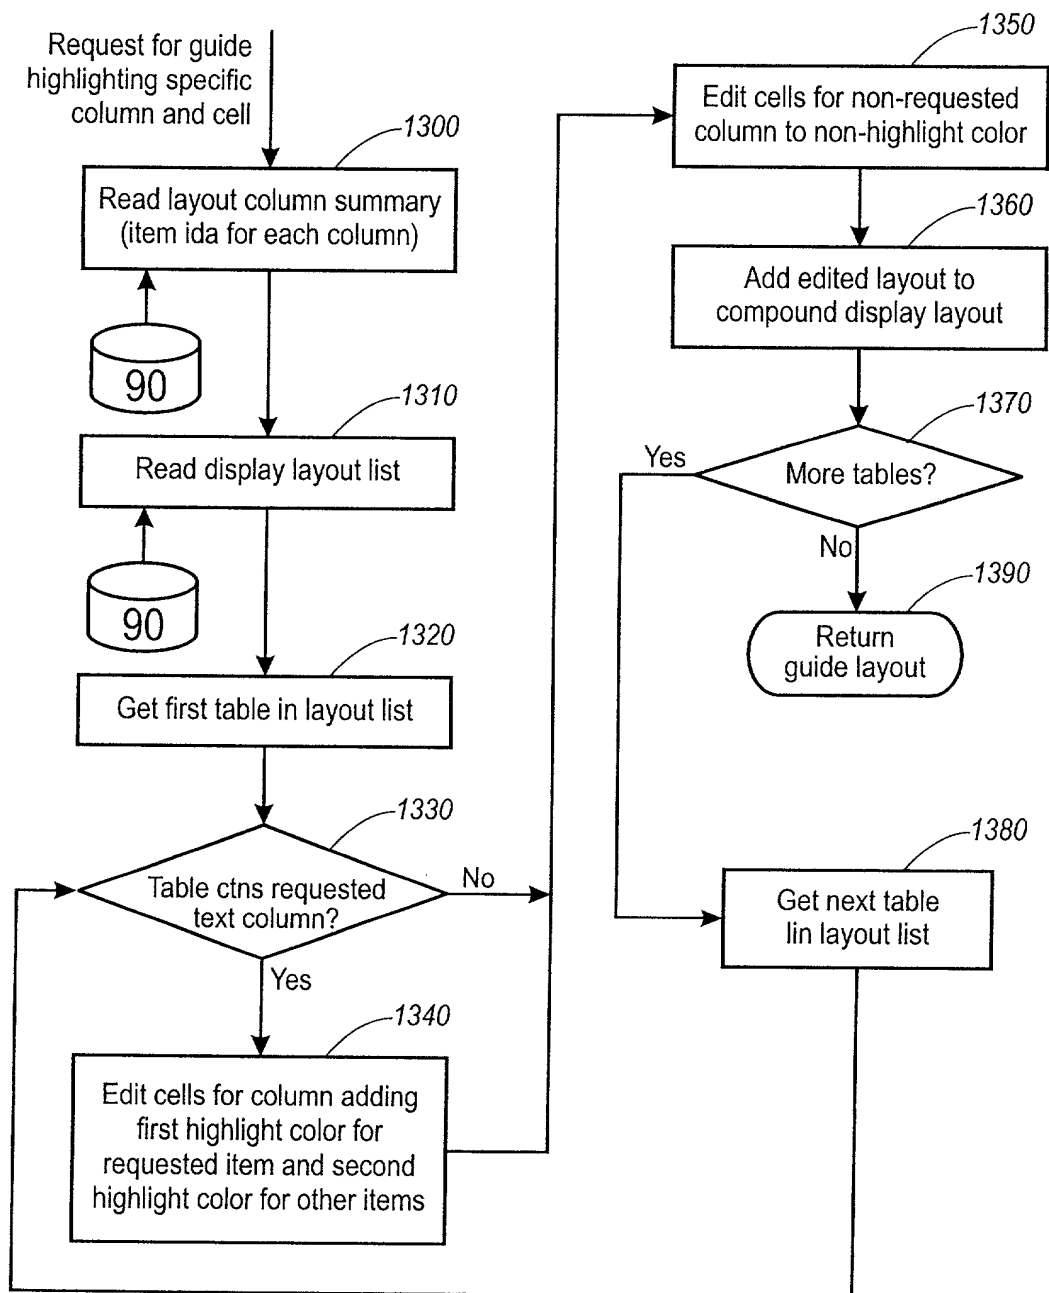 Request for guide
highlighting specific
column and cell
1300
Read layout column summary
(item ida for each column)
90
1310
Read display layout list
90
1320
Get first table in layout list
1330
Table ctns requested
text column?
No
Yes
1340
Edit cells for column adding
first highlight color for
requested item and second
highlight color for other items
1350
Edit cells for non-requested
column to non-highlight color
1360
Add edited layout to
compound display layout
1370
Yes
More tables?
No
1390
Return
guide layout
1380
Get next table
lin layout list